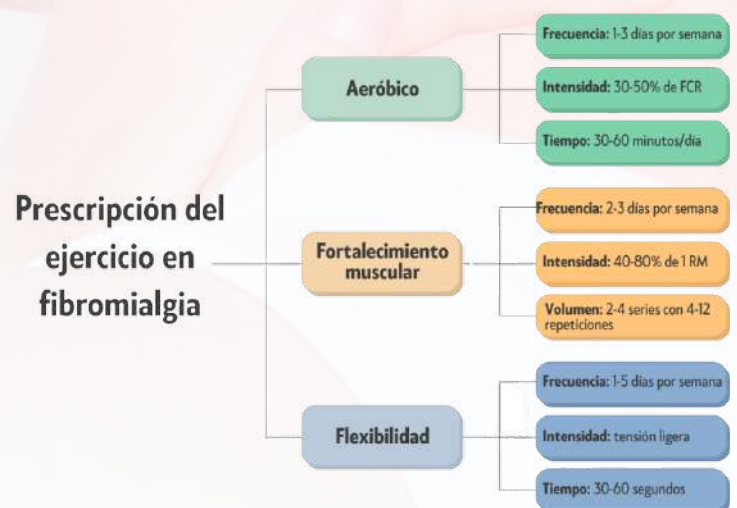 Prescripción del
ejercicio en
fibromialgia
Aeróbico
Frecuencia: 1-3 días por semana
Intensidad: 30-50% de FCR
Tiempo: 30-60 minutos/día
Fortalecimiento
muscular
Frecuencia: 2-3 días por semana
Intensidad: 40-80% de 1 RM
Volumen: 2-4 series con 4-12
repeticiones
Flexibilidad
Frecuencia: 1-5 días por semana
Intensidad: tensión ligera
Tiempo: 30-60 segundos